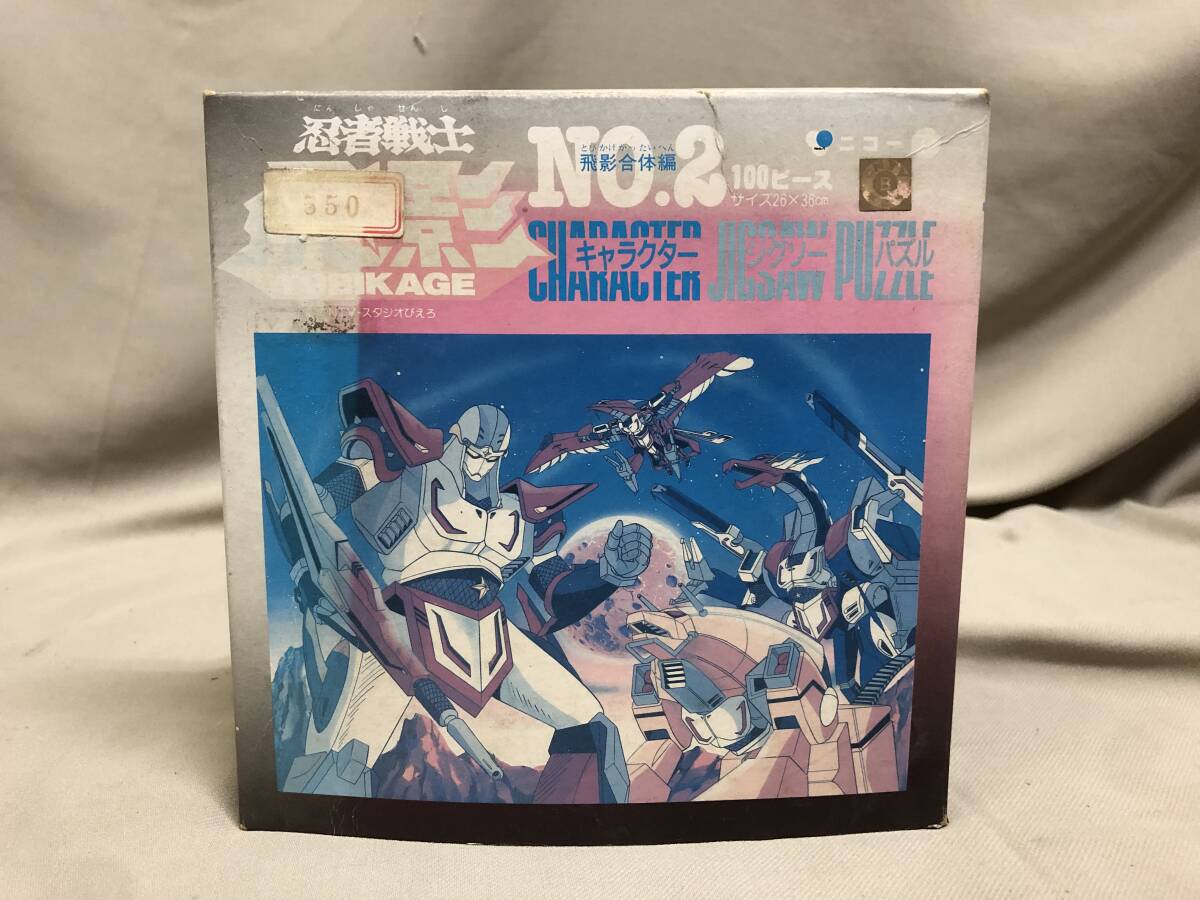 にんじゃせんし
忍者戦士
影
550
TOBIKAGE
スタジオぴえろ
NO.2
とびかげがったいへん
飛影合体編
100ピース
サイズ26×36cm
ニコー
CHARACTER JIGSAW PUZZLE
キャラクター ジグソー パズル